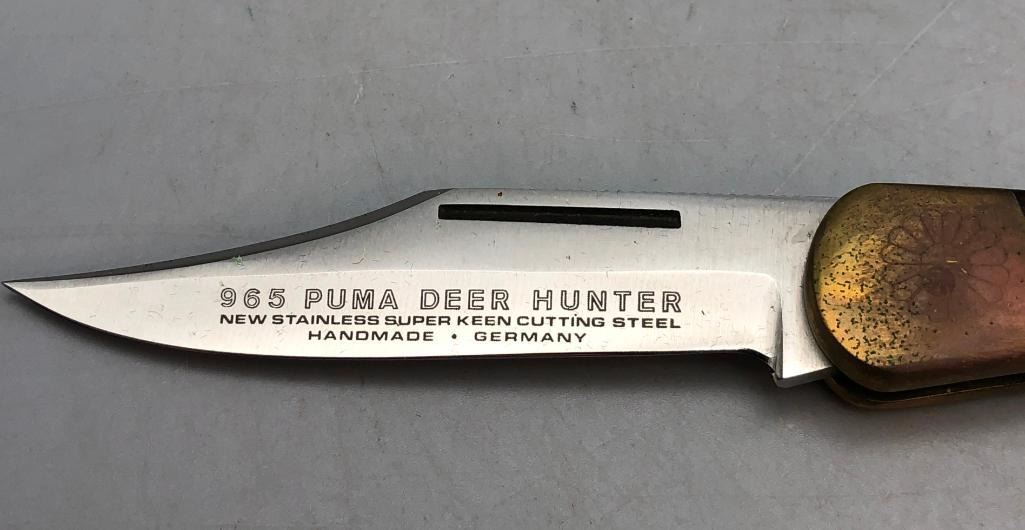 965 PUMA DEER HUNTER
NEW STAINLESS SUPER KEEN CUTTING STEEL
HANDMADE • GERMANY